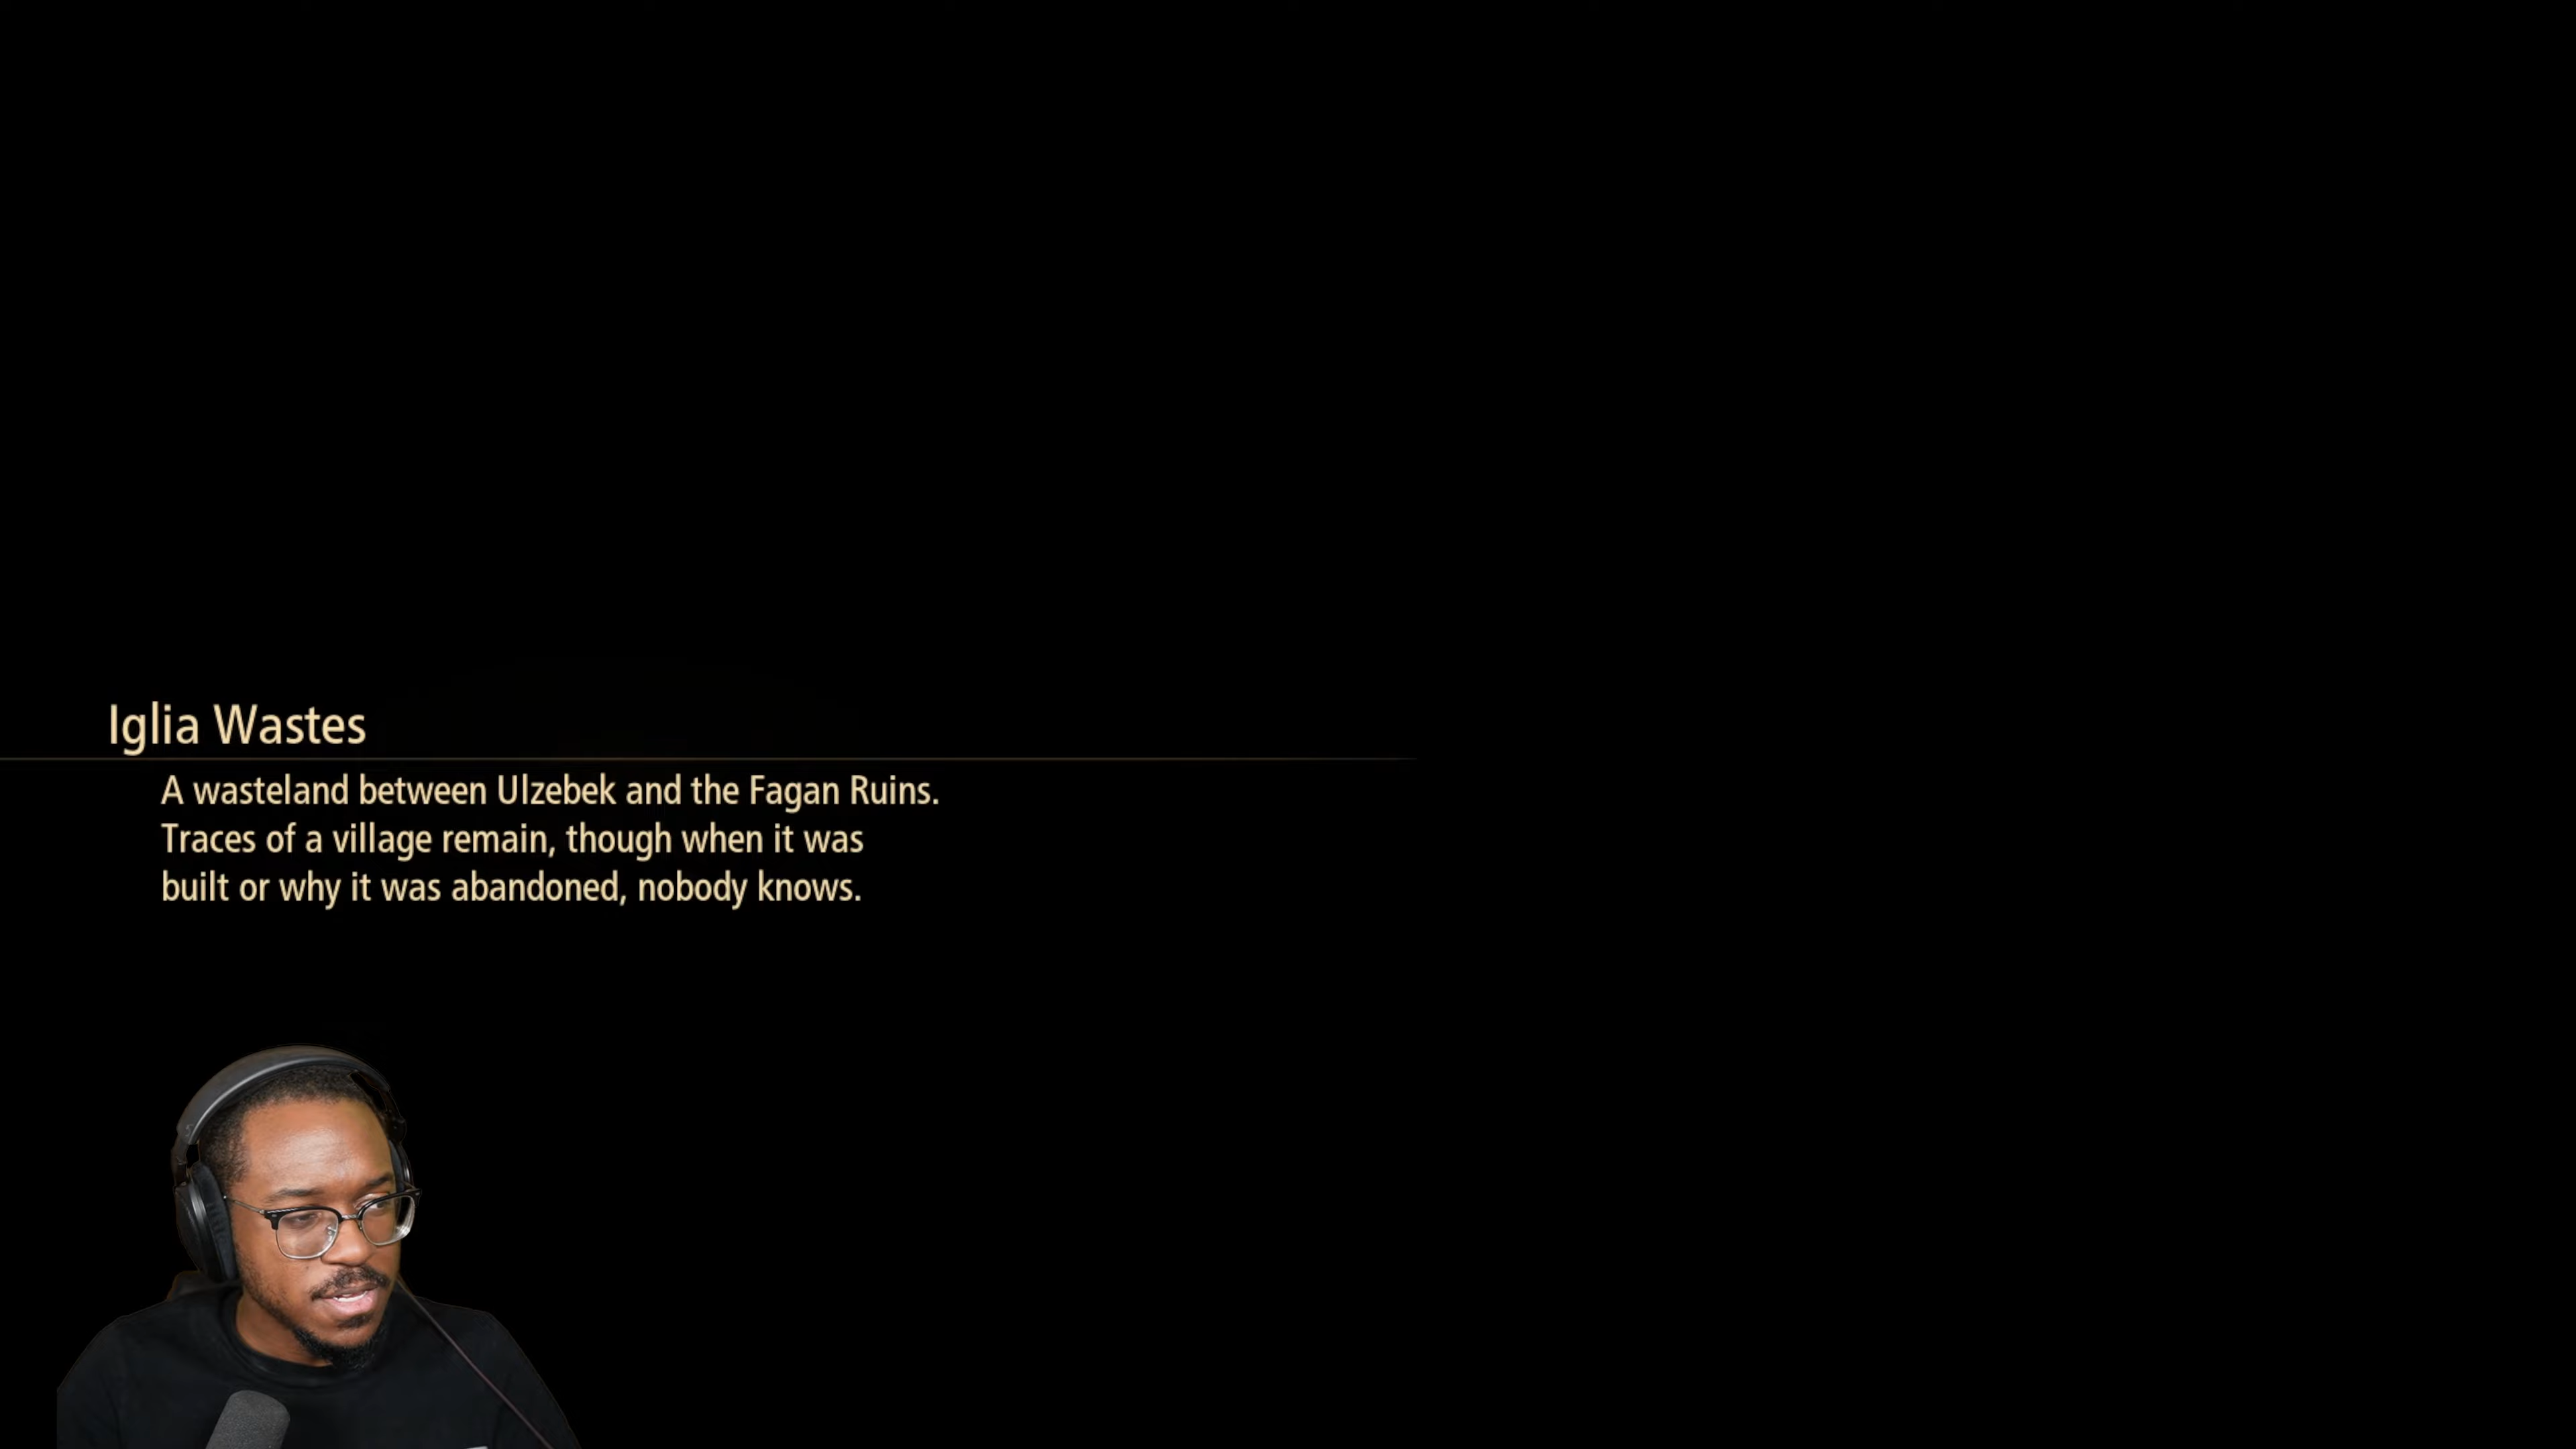 Iglia Wastes
A wasteland between Ulzebek and the Fagan Ruins.
Traces of a village remain, though when it was
built or why it was abandoned, nobody knows.